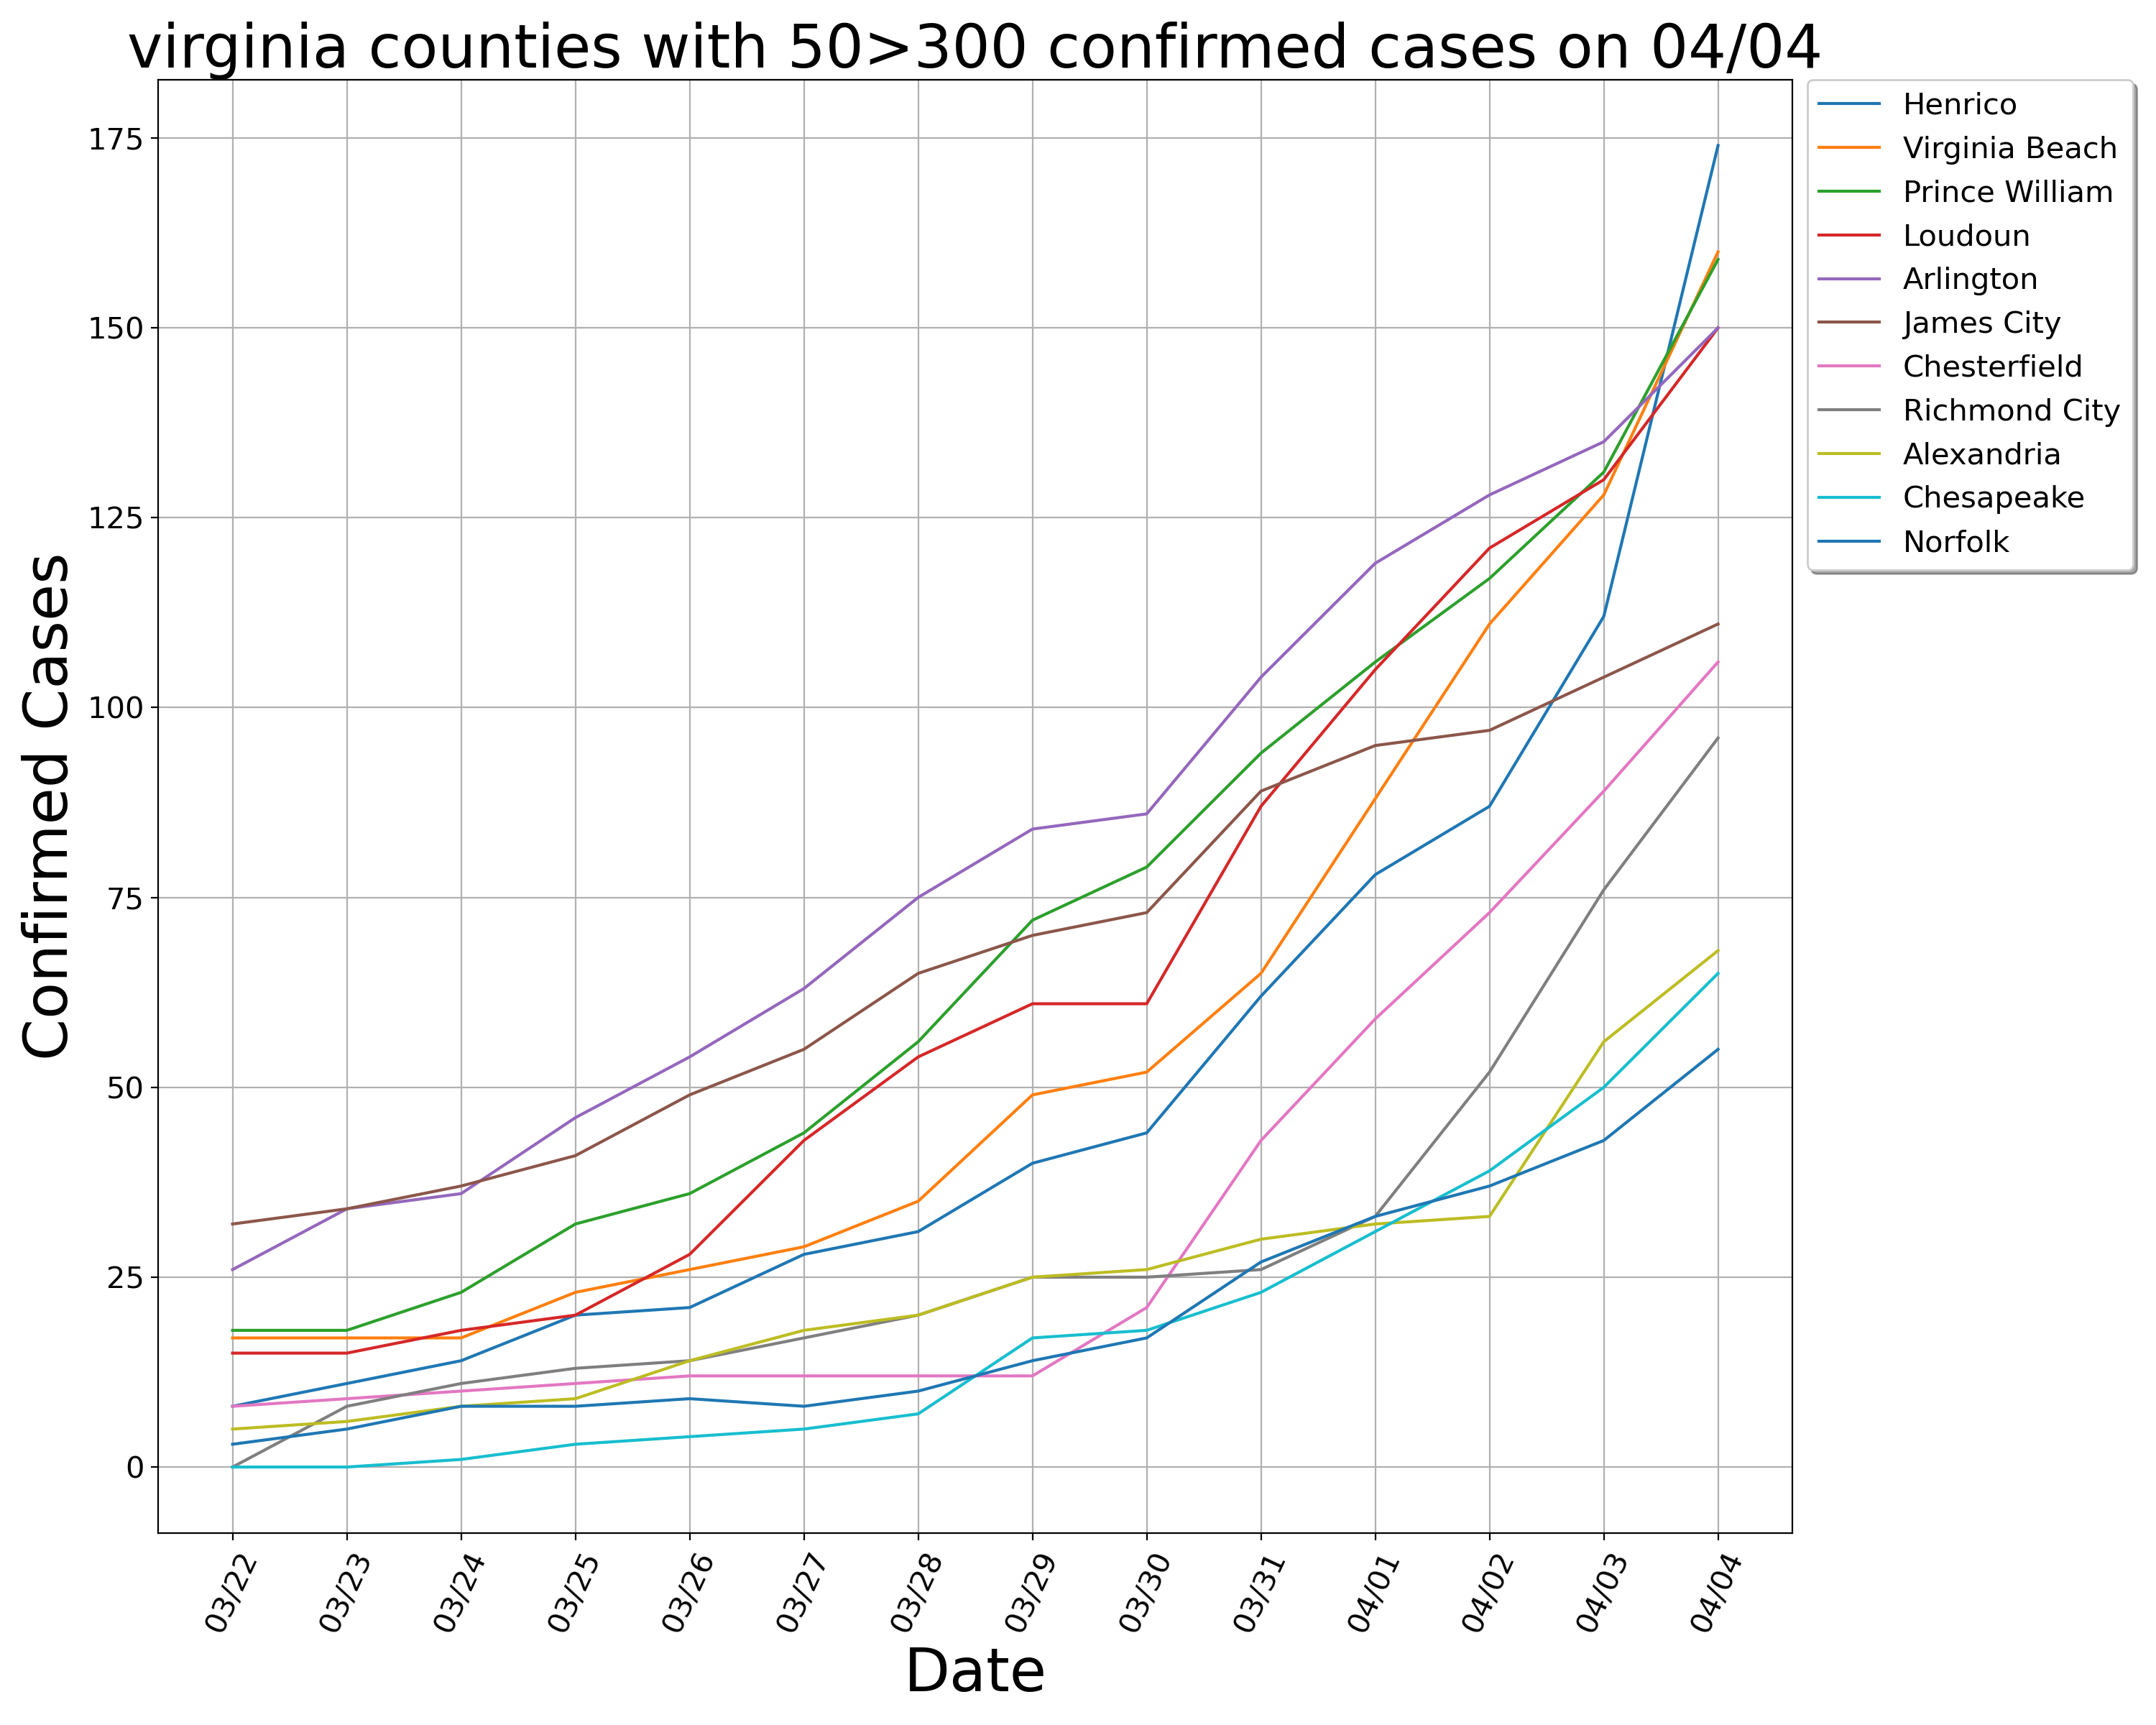 virginia counties with 50>300 confirmed cases on 04/04
Henrico
Virginia Beach
Prince William
Loudoun
Arlington
James City
Chesterfield
Richmond City
Alexandria
Chesapeake
Norfolk
Confirmed Cases
175
150
125
100
75
50
25
0
03/22
03/23
03/24
03/25
03/26
03/27
03/28
03/29
03/30
03/31
04/01
04/02
04/03
04/04
Date